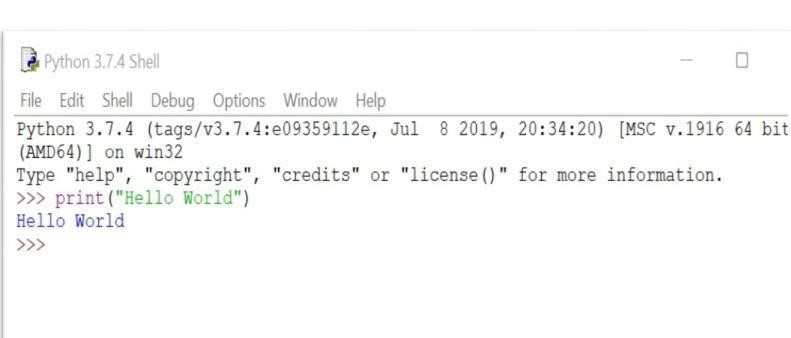 Python 3.7.4 Shell
File Edit Shell Debug Options Window Help
Python 3.7.4 (tags/v3.7.4:e09359112e, Jul  8 2019, 20:34:20) [MSC v.1916 64 bit
(AMD64)] on win32
Type "help", "copyright", "credits" or "license()" for more information.
>>> print("Hello World")
Hello World
>>>